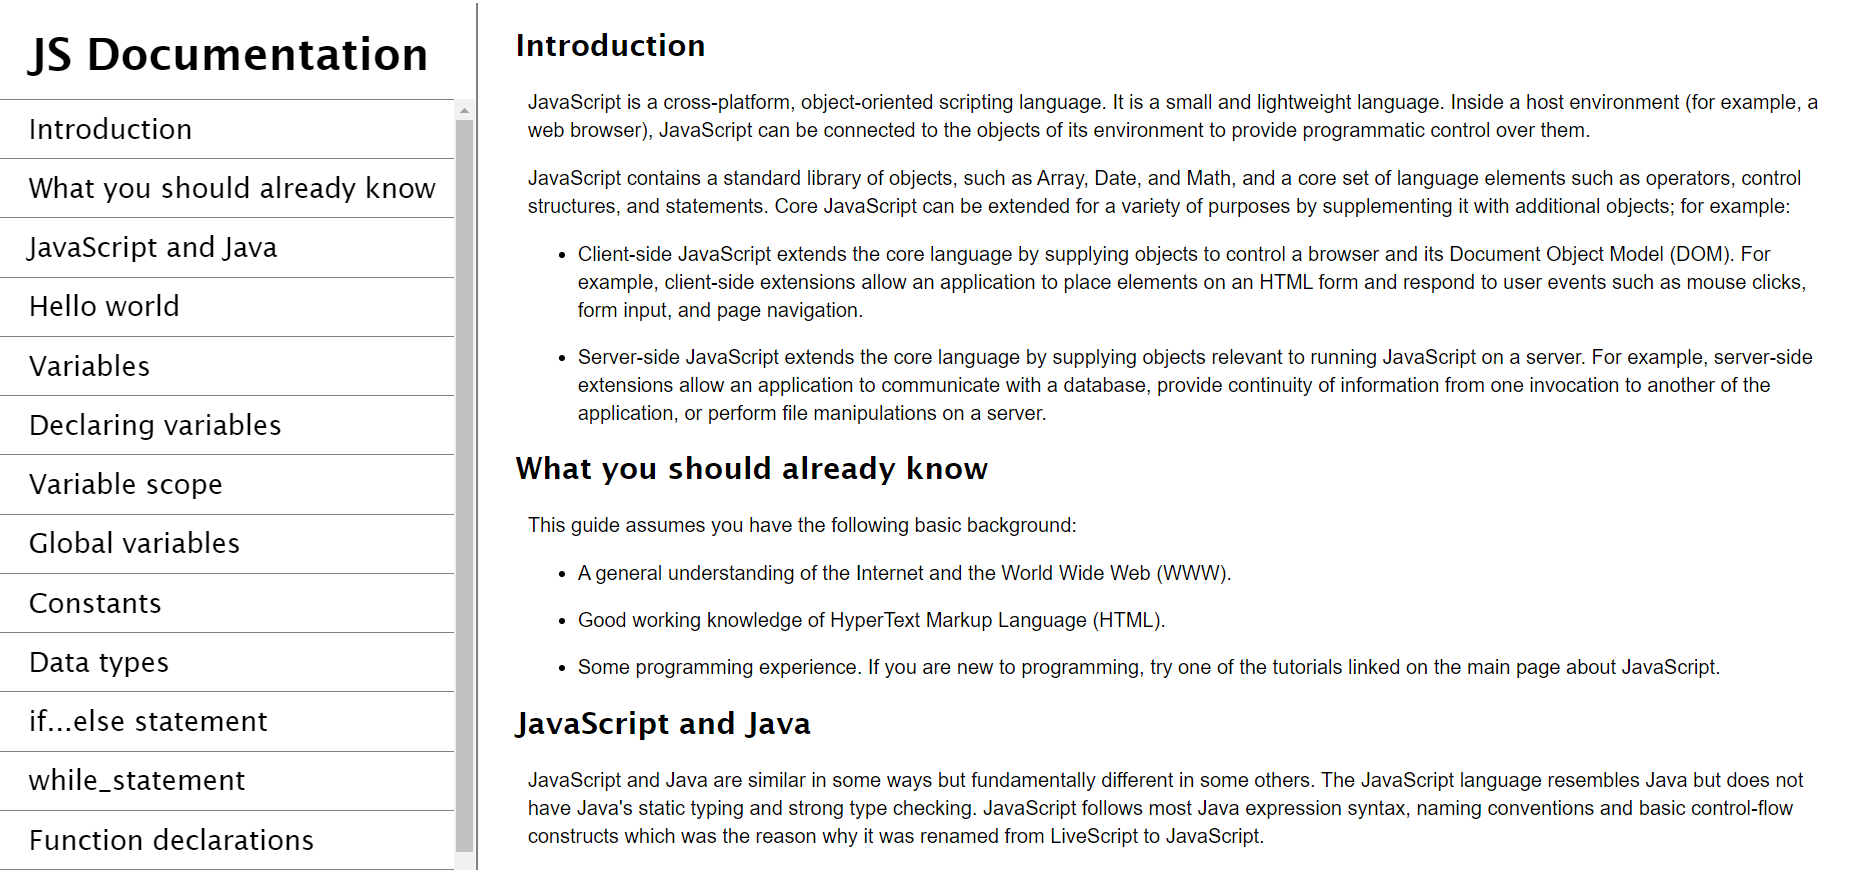 JS Documentation
Introduction
What you should already know
JavaScript and Java
Hello world
Variables
Declaring variables
Variable scope
Global variables
Constants
Data types
if...else statement
while_statement
Function declarations
Introduction
JavaScript is a cross-platform, object-oriented scripting language. It is a small and lightweight language. Inside a host environment (for example, a
web browser), JavaScript can be connected to the objects of its environment to provide programmatic control over them.
JavaScript contains a standard library of objects, such as Array, Date, and Math, and a core set of language elements such as operators, control
structures, and statements. Core JavaScript can be extended for a variety of purposes by supplementing it with additional objects; for example:
• Client-side JavaScript extends the core language by supplying objects to control a browser and its Document Object Model (DOM). For
example, client-side extensions allow an application to place elements on an HTML form and respond to user events such as mouse clicks,
form input, and page navigation.
• Server-side JavaScript extends the core language by supplying objects relevant to running JavaScript on a server. For example, server-side
extensions allow an application to communicate with a database, provide continuity of information from one invocation to another of the
application, or perform file manipulations on a server.
What you should already know
This guide assumes you have the following basic background:
• A general understanding of the Internet and the World Wide Web (WWW).
• Good working knowledge of HyperText Markup Language (HTML).
• Some programming experience. If you are new to programming, try one of the tutorials linked on the main page about JavaScript.
JavaScript and Java
JavaScript and Java are similar in some ways but fundamentally different in some others. The JavaScript language resembles Java but does not
have Java's static typing and strong type checking. JavaScript follows most Java expression syntax, naming conventions and basic control-flow
constructs which was the reason why it was renamed from LiveScript to JavaScript.